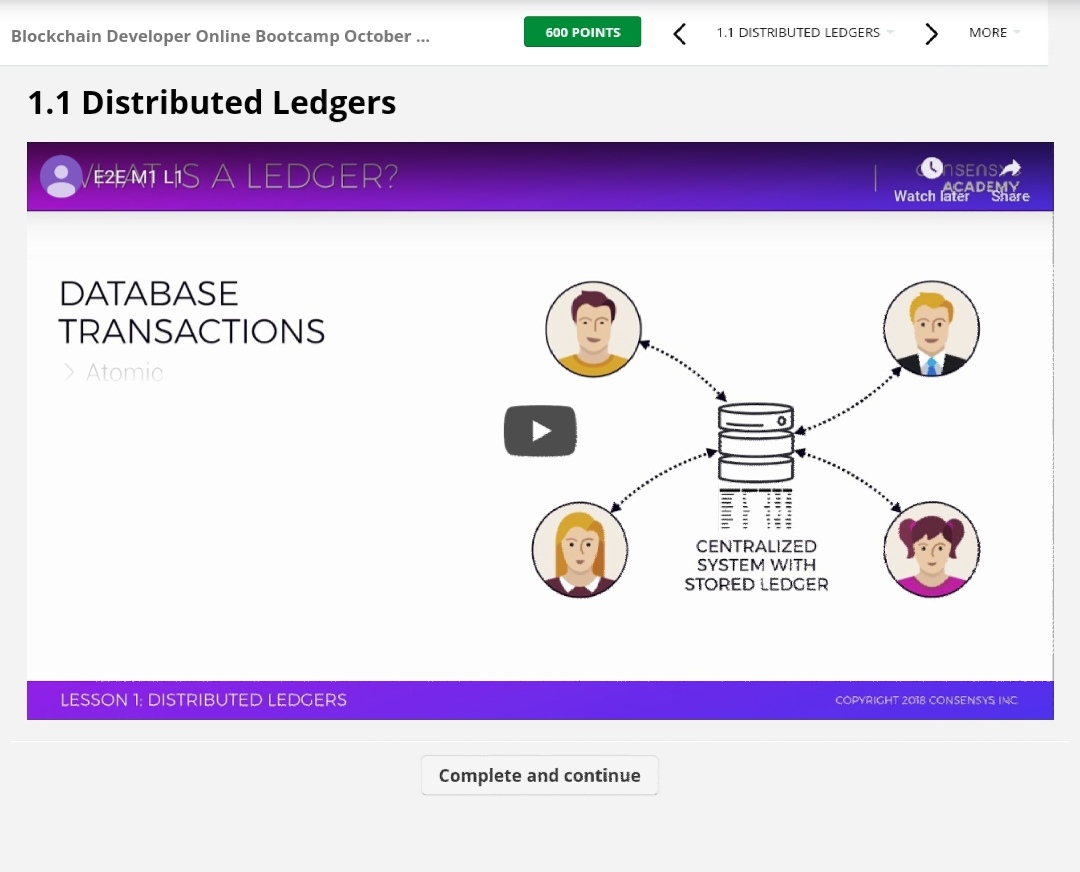 Blockchain Developer Online Bootcamp October ...
600 POINTS
1.1 DISTRIBUTED LEDGERS
MORE
1.1 Distributed Ledgers
WHAT IS A LEDGER?
E2E M1 L1
CONSENSYS
ACADEMY
Watch later
Share
DATABASE
TRANSACTIONS
> Atomic
CENTRALIZED
SYSTEM WITH
STORED LEDGER
LESSON 1: DISTRIBUTED LEDGERS
COPYRIGHT 2018 CONSENSYS INC.
Complete and continue